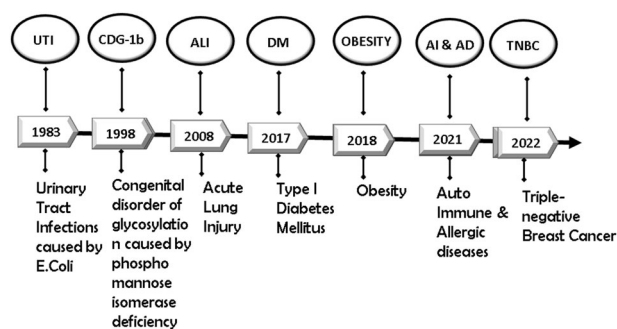 UTI
CDG-1b
ALI
DM
OBESITY
AI & AD
TNBC
1983
1998
2008
2017
2018
2021
2022
Urinary
Tract
Infections
caused by
E.Coli
Congenital
disorder of
glycosylatio
n caused by
phospho
mannose
isomerase
deficiency
Acute
Lung
Injury
Type I
Diabetes
Mellitus
Obesity
Auto
Immune &
Allergic
diseases
Triple-
negative
Breast Cancer